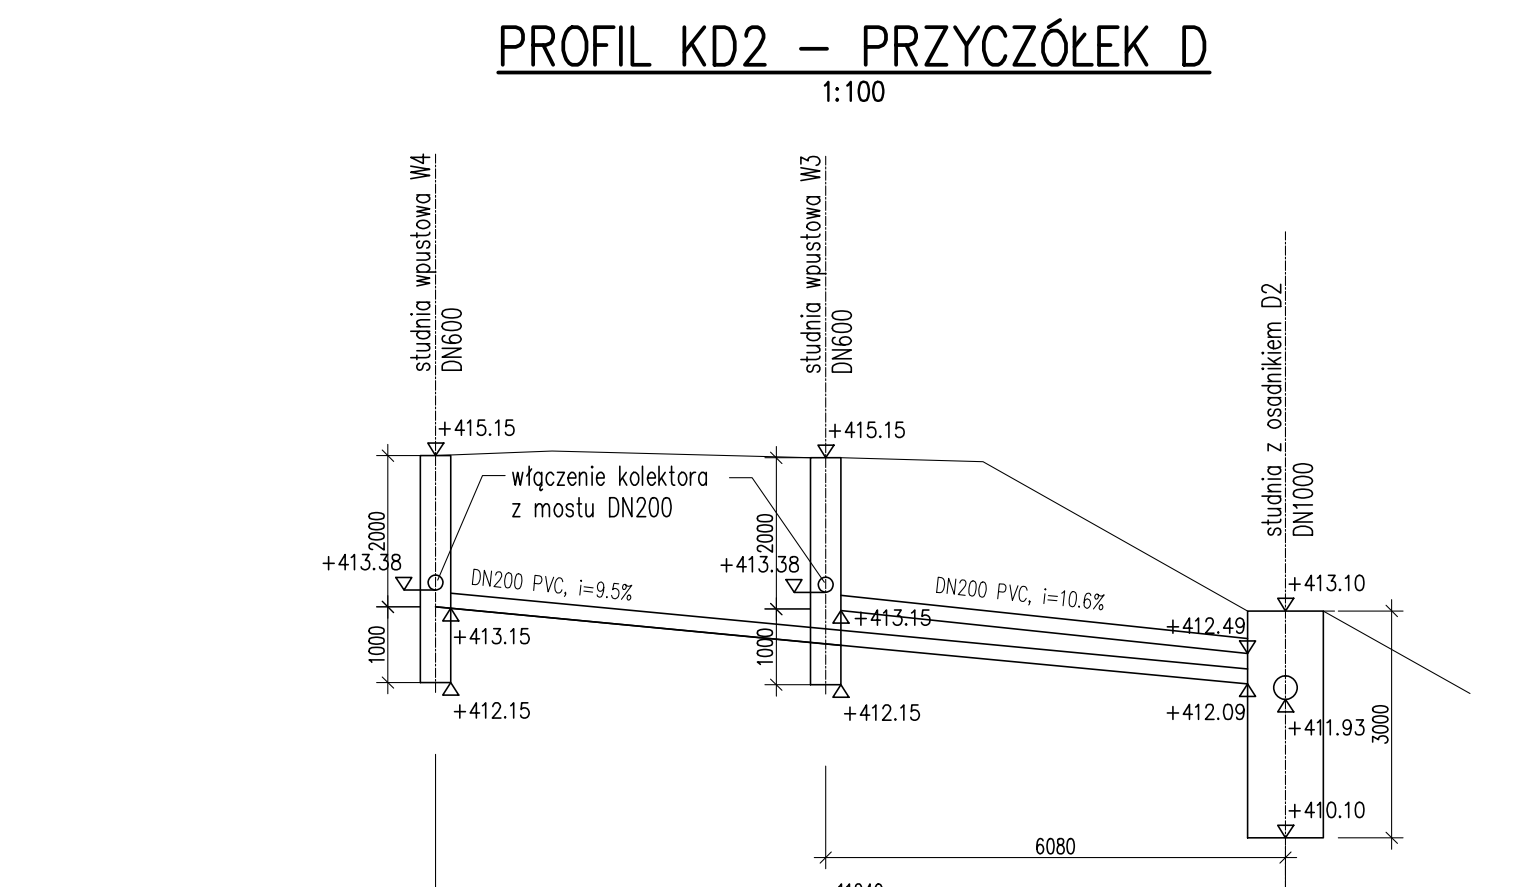 PROFIL KD2 – PRZYCZÓŁEK D
1:100
studnia wpustowa W4
DN600
studnia wpustowa W3
DN600
studnia z osadnikiem D2
DN1000
+415.15
+415.15
włączenie kolektora
z mostu DN200
2000
2000
+413.38
+413.38
DN200 PVC, i=9.5%
DN200 PVC, i=10.6%
+413.10
+413.15
+413.15
+412.49
1000
1000
+412.15
+412.15
+412.09
+411.93
3000
+410.10
6080